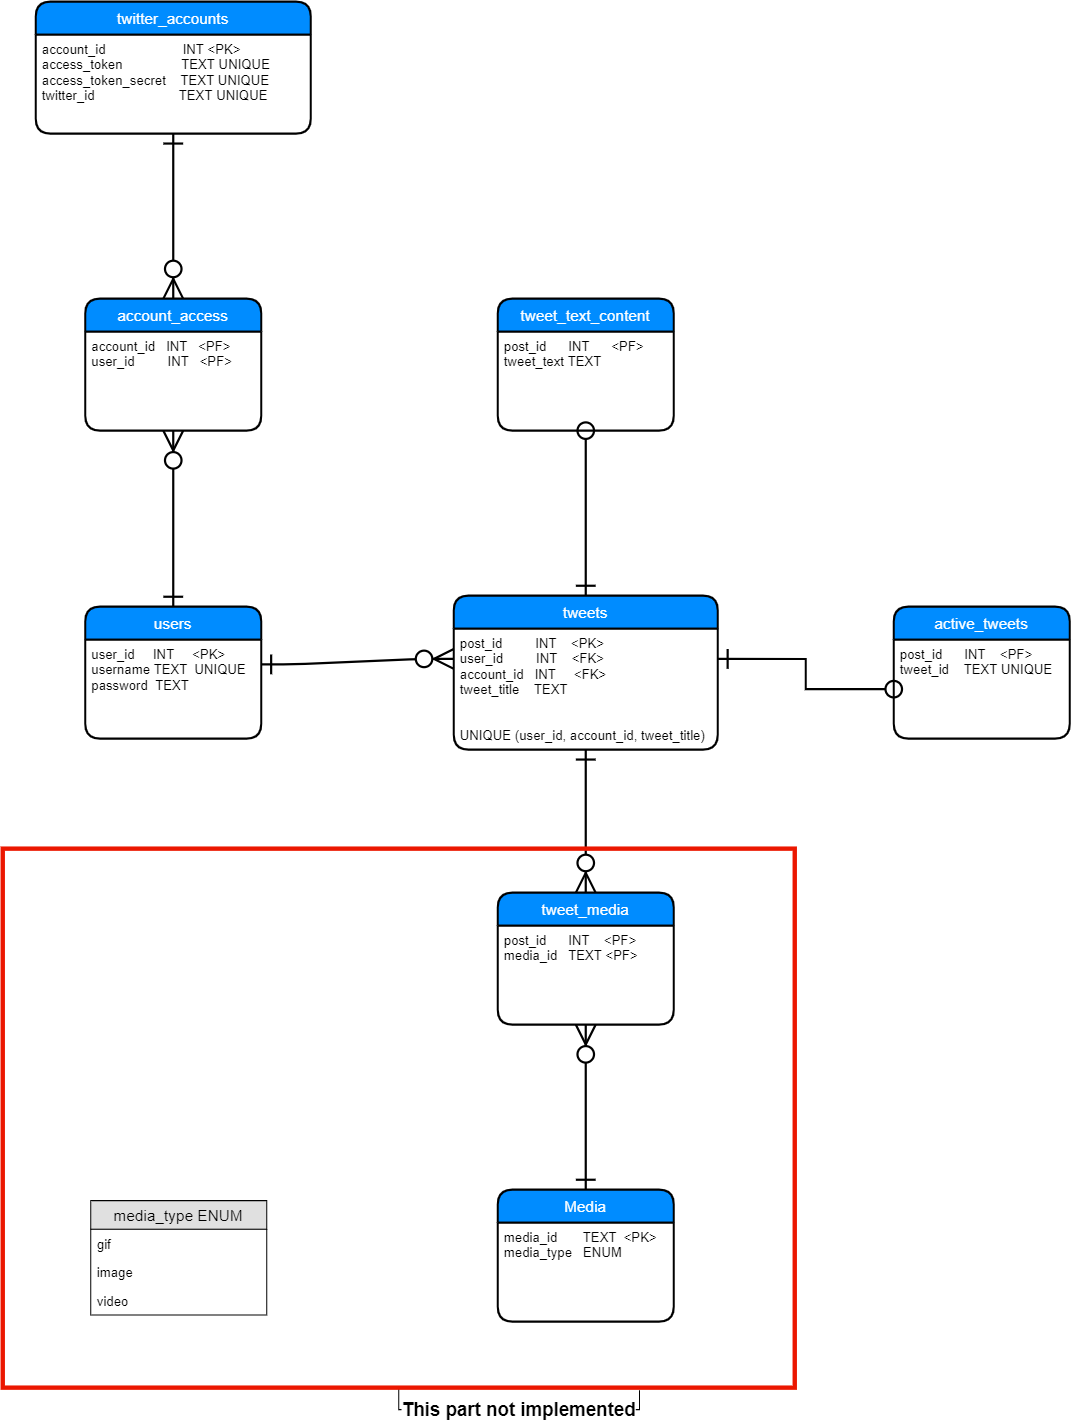 twitter_accounts
account_id INT <PK>
access_token TEXT UNIQUE
access_token_secret TEXT UNIQUE
twitter_id TEXT UNIQUE
account_access
account_id INT <PF>
user_id INT <PF>
tweet_text_content
post_id INT <PF>
tweet_text TEXT
users
user_id INT <PK>
username TEXT UNIQUE
password TEXT
tweets
post_id INT <PK>
user_id INT <FK>
account_id INT <FK>
tweet_title TEXT
UNIQUE (user_id, account_id, tweet_title)
active_tweets
post_id INT <PF>
tweet_id TEXT UNIQUE
tweet_media
post_id INT <PF>
media_id TEXT <PF>
Media
media_id TEXT <PK>
media_type ENUM
media_type ENUM
gif
image
video
This part not implemented